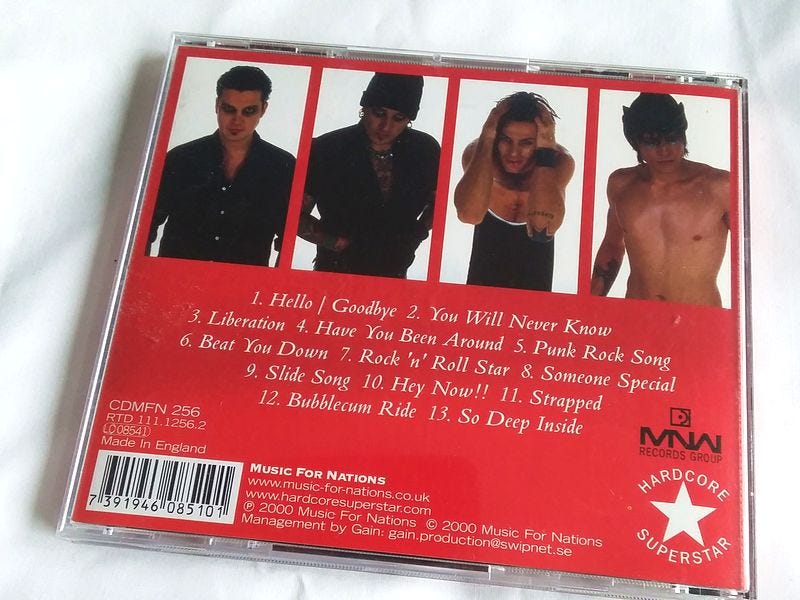 1. Hello | Goodbye 2. You Will Never Know
3. Liberation 4. Have You Been Around 5. Punk Rock Song
6. Beat You Down 7. Rock 'n' Roll Star 8. Someone Special
9. Slide Song 10. Hey Now!! 11. Strapped
12. Bubblecum Ride 13. So Deep Inside
CDMFN 256
RTD 111.1256.2
LC08541
Made In England
7 391946 085101
MUSIC FOR NATIONS
www.music-for-nations.co.uk
www.hardcoresuperstar.com
℗ 2000 Music For Nations © 2000 Music For Nations
Management by Gain: gain.production@swipnet.se
MNW
RECORDS GROUP
HARDCORE
SUPERSTAR